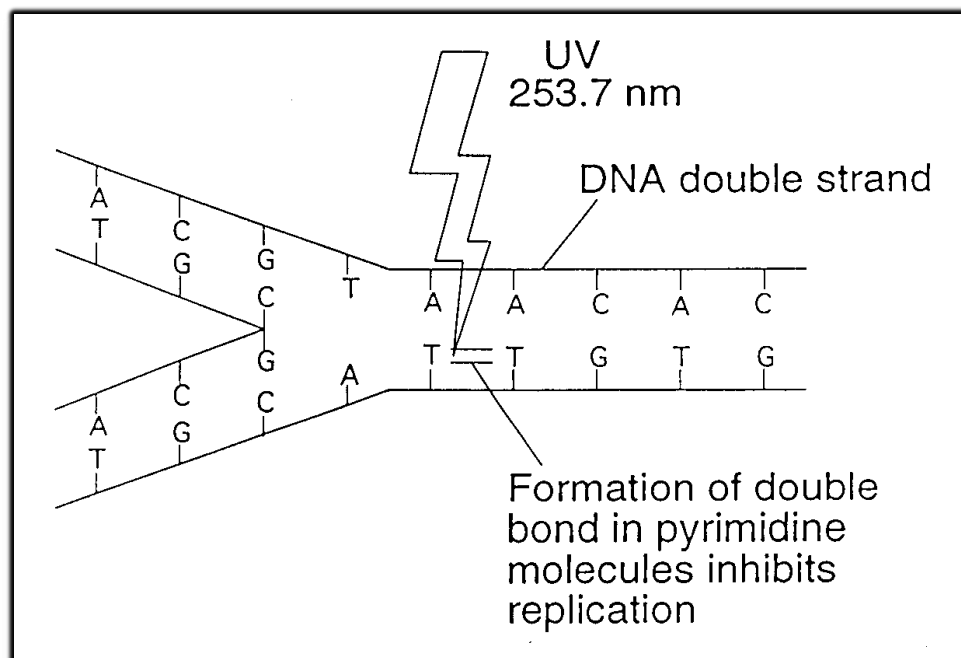 UV
253.7 nm
DNA double strand
A C G T A A C A C
T G C T T G T G
A C G A
T G C
Formation of double
bond in pyrimidine
molecules inhibits
replication